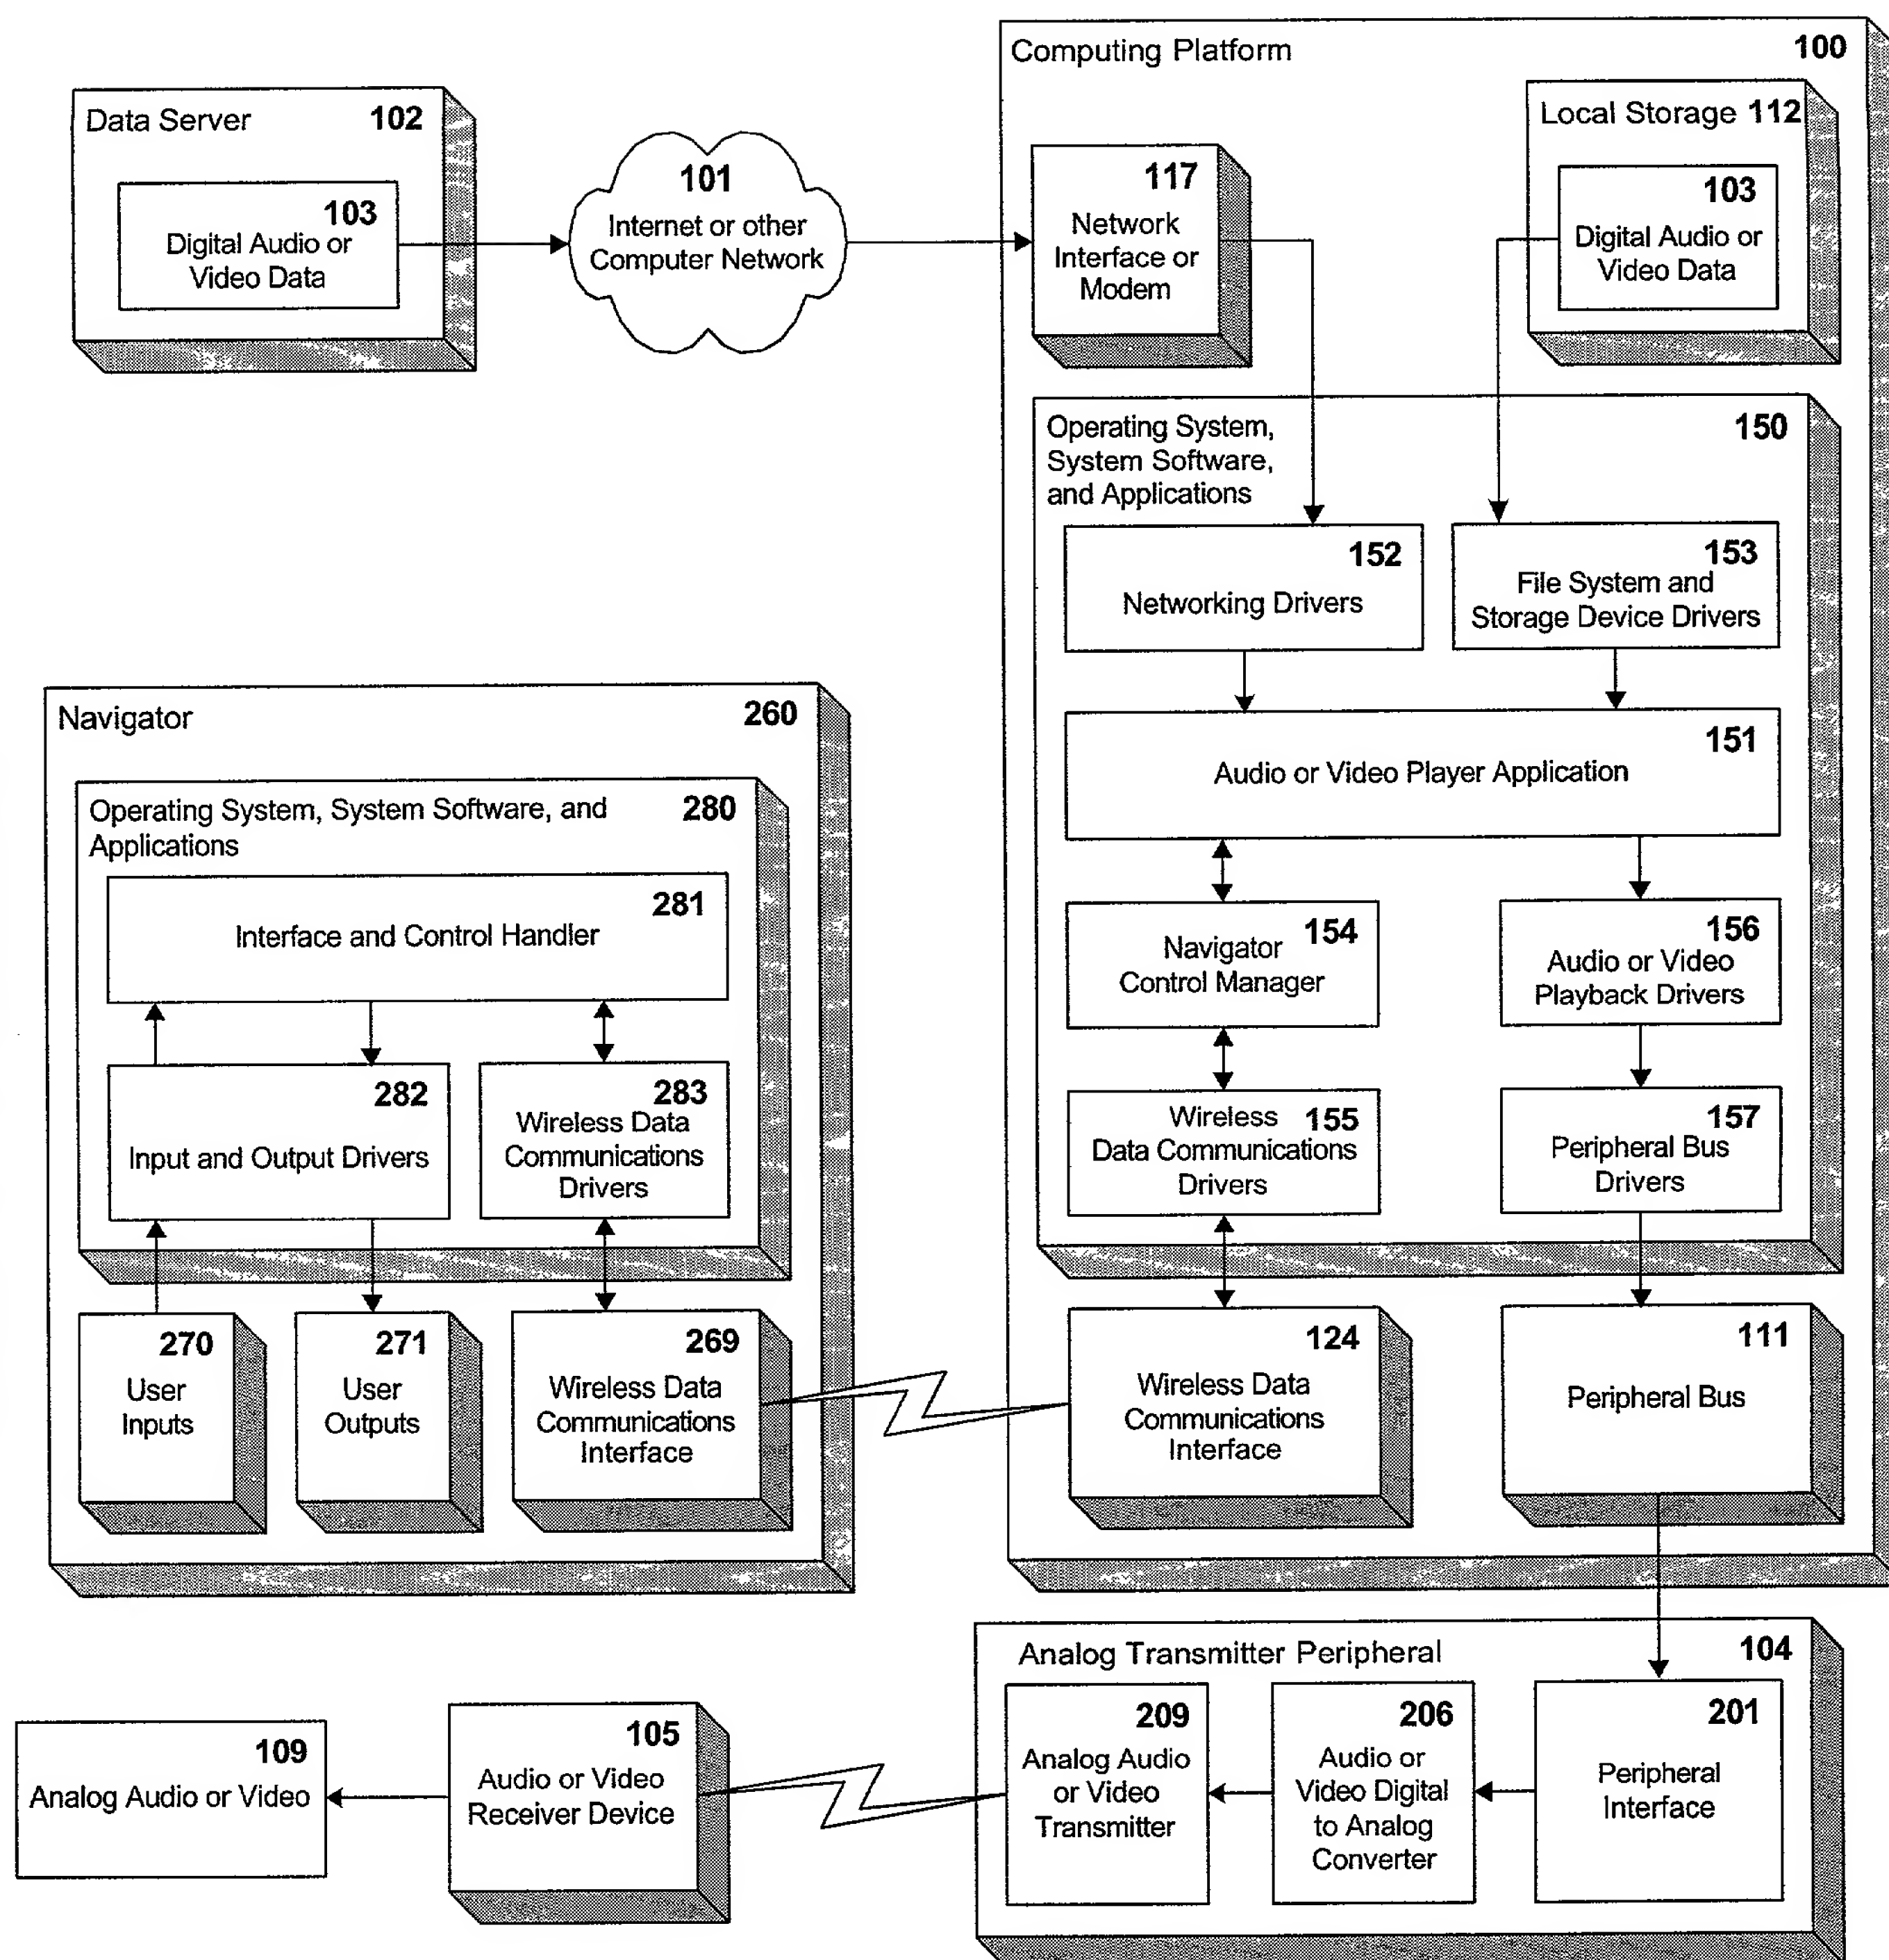 Computing Platform 100
Data Server 102
103
Digital Audio or
Video Data
101
Internet or other
Computer Network
117
Network
Interface or
Modem
Local Storage 112
103
Digital Audio or
Video Data
Operating System, 150
System Software,
and Applications
152
Networking Drivers
153
File System and
Storage Device Drivers
151
Audio or Video Player Application
154
Navigator
Control Manager
156
Audio or Video
Playback Drivers
Wireless 155
Data Communications
Drivers
157
Peripheral Bus
Drivers
124
Wireless Data
Communications
Interface
111
Peripheral Bus
Navigator 260
Operating System, System Software, and 280
Applications
281
Interface and Control Handler
282
Input and Output Drivers
283
Wireless Data
Communications
Drivers
270
User
Inputs
271
User
Outputs
269
Wireless Data
Communications
Interface
Analog Transmitter Peripheral 104
209
Analog Audio
or Video
Transmitter
206
Audio or
Video Digital
to Analog
Converter
201
Peripheral
Interface
105
Audio or Video
Receiver Device
109
Analog Audio or Video